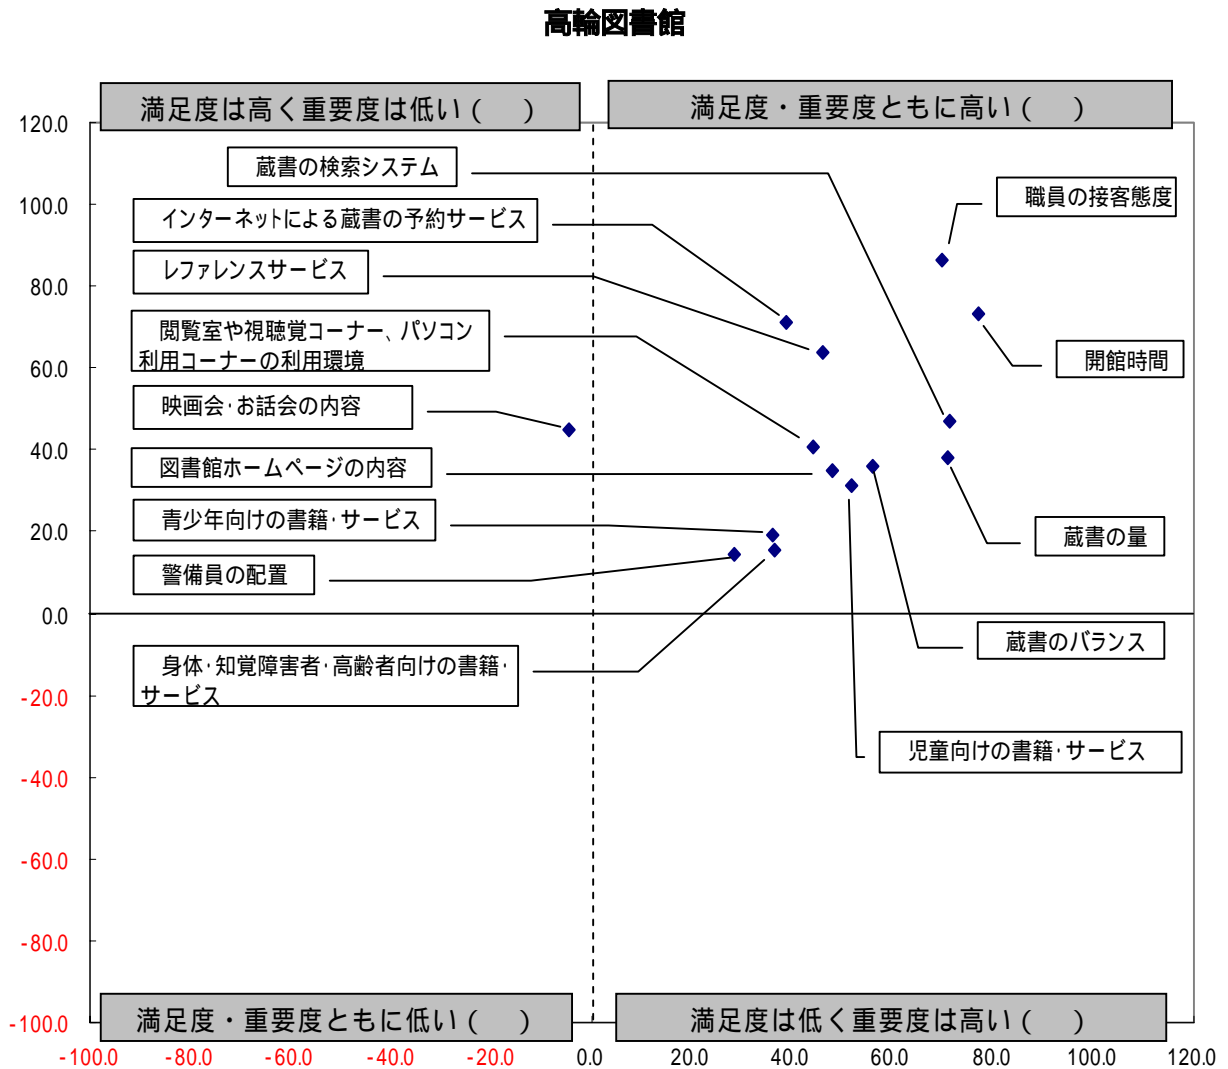 高輪図書館
満足度は高く重要度は低い（　）
満足度・重要度ともに高い（　）
120.0
100.0
80.0
60.0
40.0
20.0
0.0
-20.0
-40.0
-60.0
-80.0
-100.0
蔵書の検索システム
職員の接客態度
インターネットによる蔵書の予約サービス
レファレンスサービス
閲覧室や視聴覚コーナー、パソコン
利用コーナーの利用環境
開館時間
映画会・お話会の内容
図書館ホームページの内容
青少年向けの書籍・サービス
蔵書の量
警備員の配置
蔵書のバランス
身体・知覚障害者・高齢者向けの書籍・
サービス
児童向けの書籍・サービス
満足度・重要度ともに低い（　）
満足度は低く重要度は高い（　）
-100.0 -80.0 -60.0 -40.0 -20.0 0.0 20.0 40.0 60.0 80.0 100.0 120.0